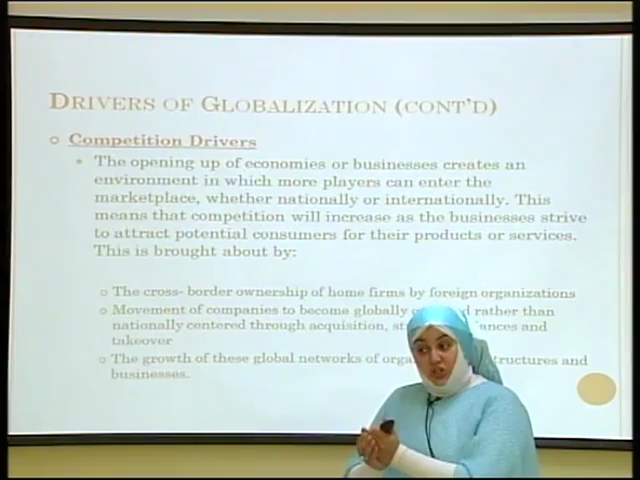 DRIVERS OF GLOBALIZATION (CONT'D)
Competition Drivers
The opening up of economies or businesses creates an
environment in which more players can enter the
marketplace, whether nationally or internationally. This
means that competition will increase as the businesses strive
to attract potential consumers for their products or services.
This is brought about by:
The cross- border ownership of home firms by foreign organizations
Movement of companies to become globally rather than
nationally centered through acquisition, and
takeover
The growth of these global networks of structures and
businesses.